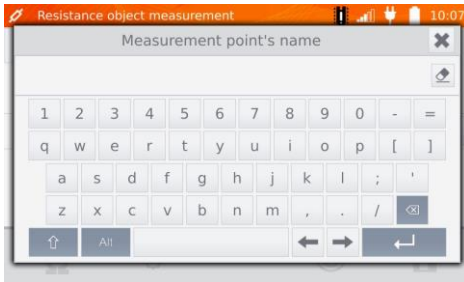 Resistance object measurement 10:07
Measurement point's name
1 2 3 4 5 6 7 8 9 0 - =
q w e r t y u i o p [ ]
a s d f g h j k l ; '
z x c v b n m , . /
Alt